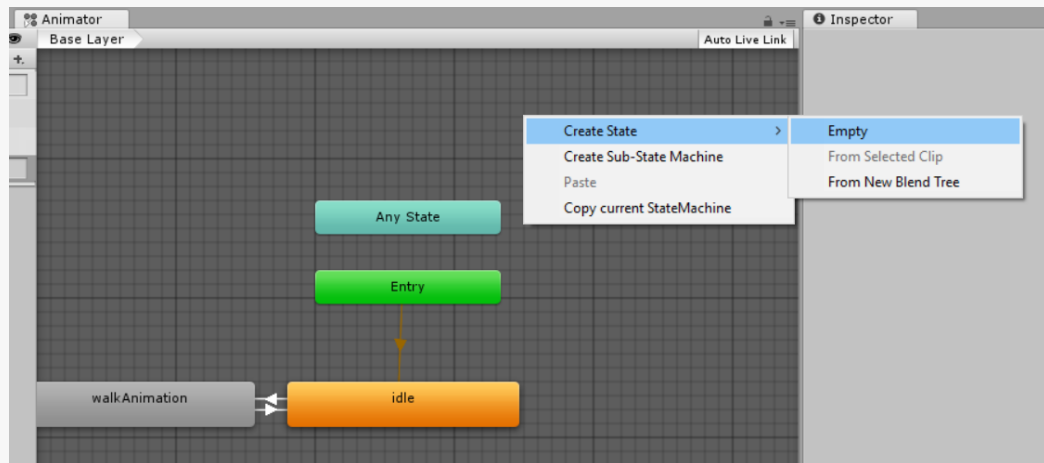 Animator
Inspector
Base Layer
Auto Live Link
Create State
Empty
Create Sub-State Machine
From Selected Clip
Paste
From New Blend Tree
Copy current StateMachine
Any State
Entry
walkAnimation
idle